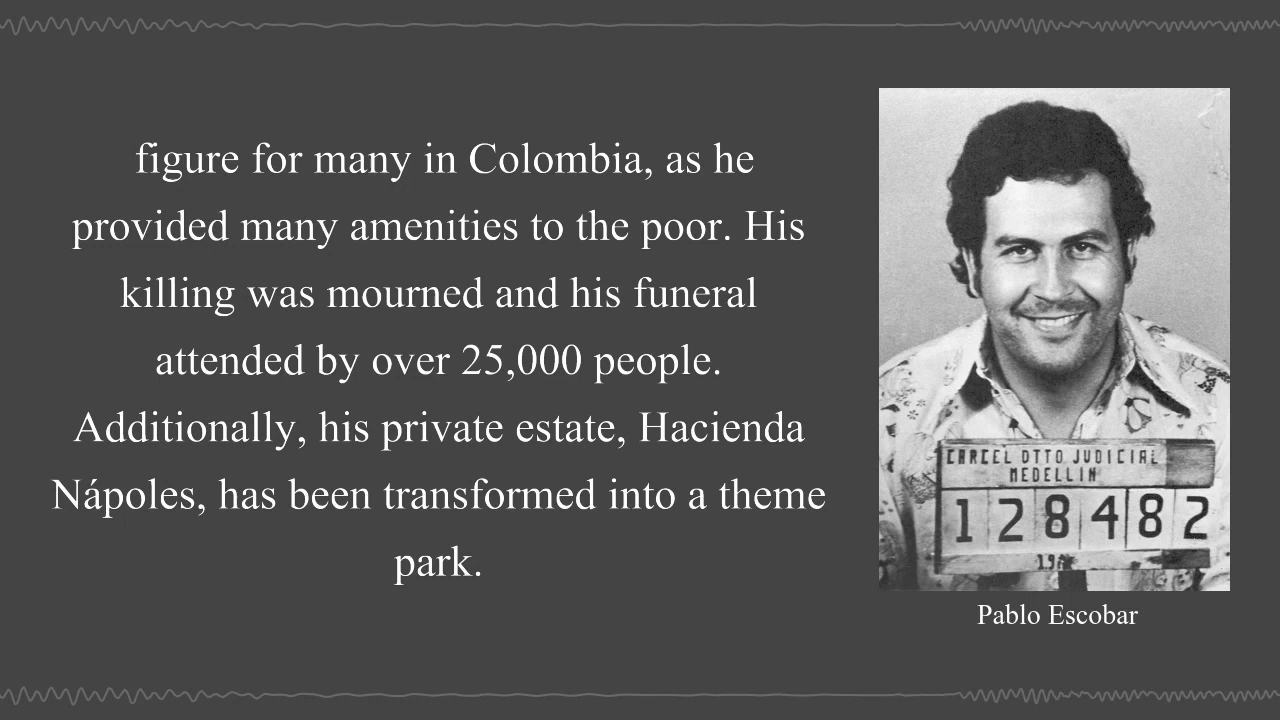 figure for many in Colombia, as he
provided many amenities to the poor. His
killing was mourned and his funeral
attended by over 25,000 people.
Additionally, his private estate, Hacienda
Nápoles, has been transformed into a theme
park.
CARCEL DTTO JUDICIAL
MEDELLIN
128482
Pablo Escobar